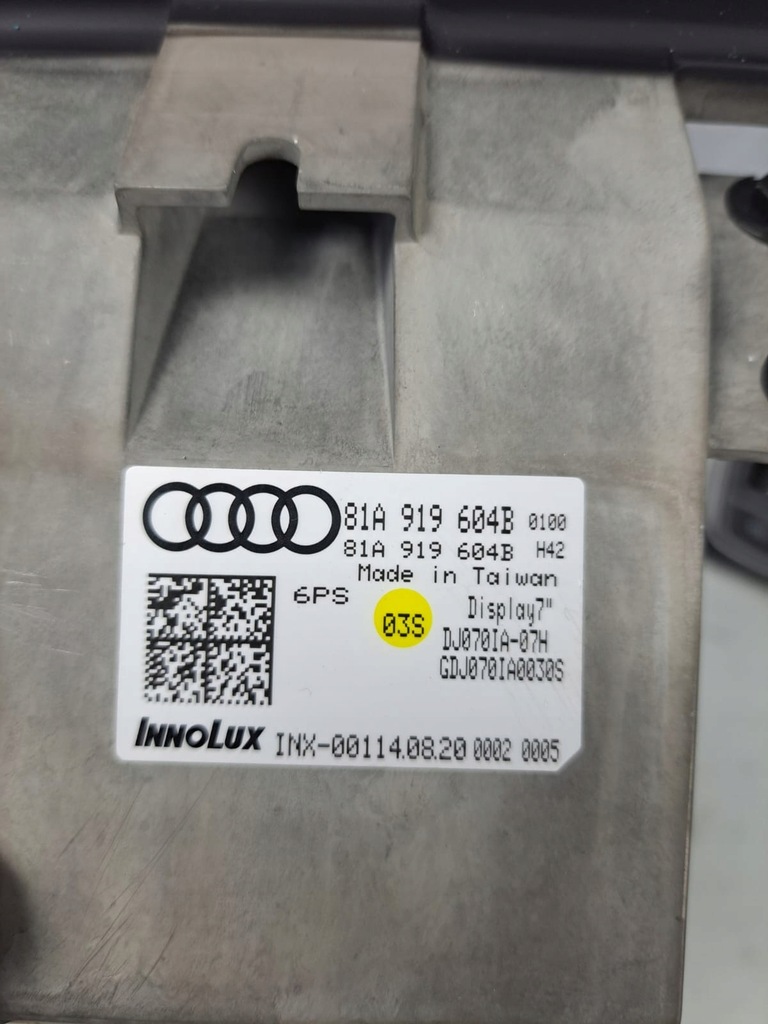 81A 919 604B 0100
81A 919 604B H42
Made in Taiwan
6PS
03S
Display7"
DJ070IA-07H
GDJ070IA0030S
INNOLUX
INX-00114.08.20 0002 0005